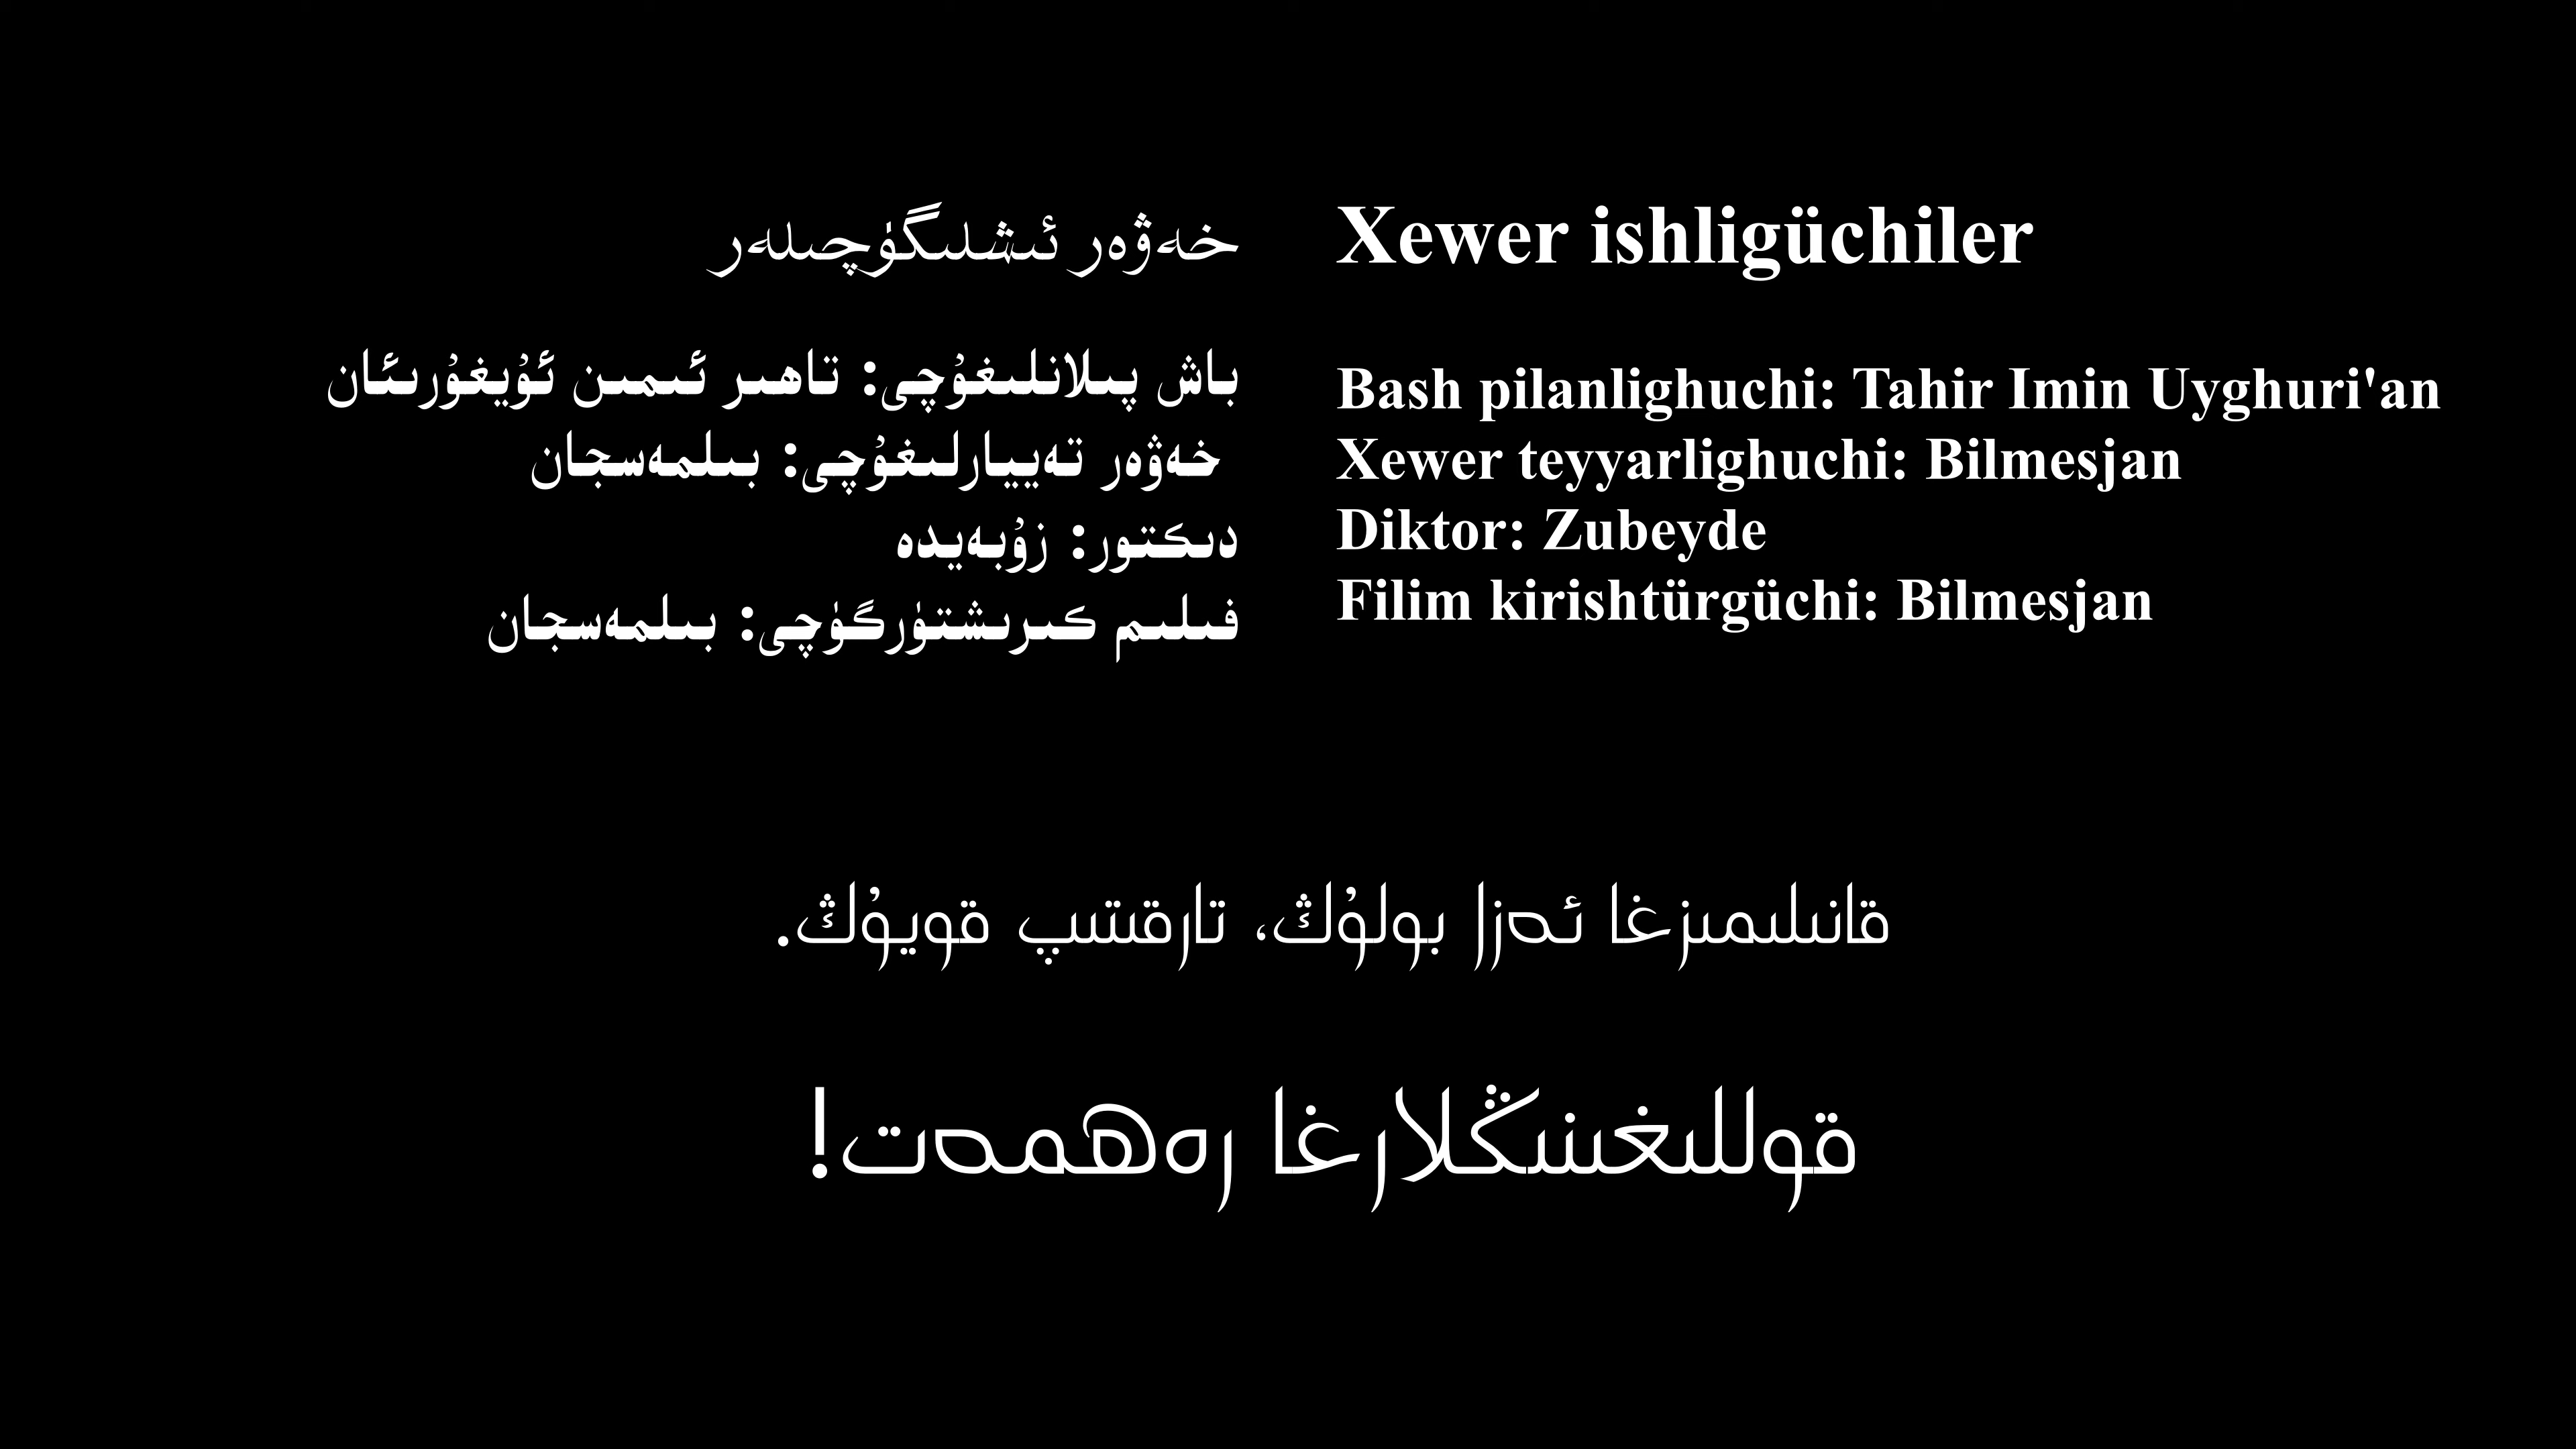 خەۋەر ئىشلىگۈچىلەر
باش پىلانلىغۇچى: تاھىر ئىمىن ئۇيغۇرىئان
خەۋەر تەييارلىغۇچى: بىلمەسجان
دىكتور: زۇبەيدە
فىلىم كىرىشتۈرگۈچى: بىلمەسجان
Xewer ishligüchiler
Bash pilanlighuchi: Tahir Imin Uyghuri'an
Xewer teyyarlighuchi: Bilmesjan
Diktor: Zubeyde
Filim kirishtürgüchi: Bilmesjan
قانىلىمىزغا ئەزا بولۇڭ، تارقىتىپ قويۇڭ.
قوللىغىنىڭلارغا رەھمەت!